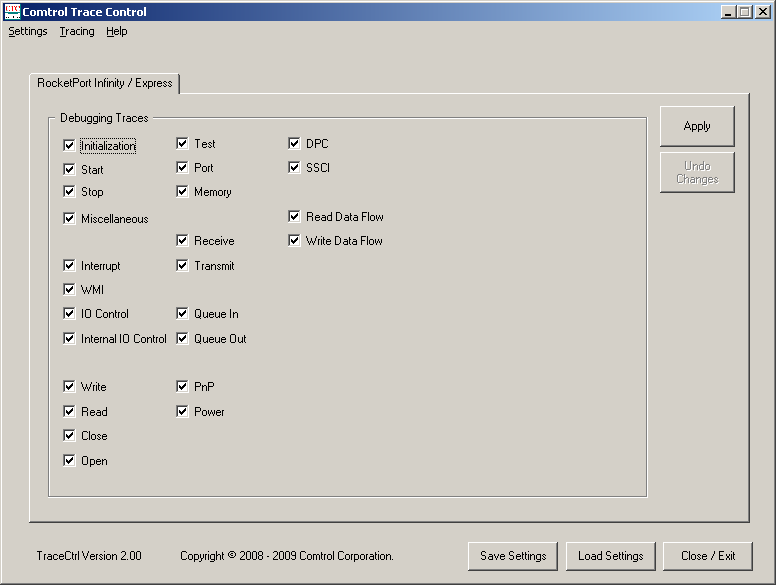 Comtrol Trace Control
Settings Tracing Help
RocketPort Infinity / Express
Debugging Traces
Initialization Test DPC
Start Port SSCI
Stop Memory
Miscellaneous Read Data Flow
Receive Write Data Flow
Interrupt Transmit
WMI
IO Control Queue In
Internal IO Control Queue Out
Write PnP
Read Power
Close
Open
Apply
Undo
Changes
TraceCtrl Version 2.00 Copyright © 2008 - 2009 Comtrol Corporation. Save Settings Load Settings Close / Exit